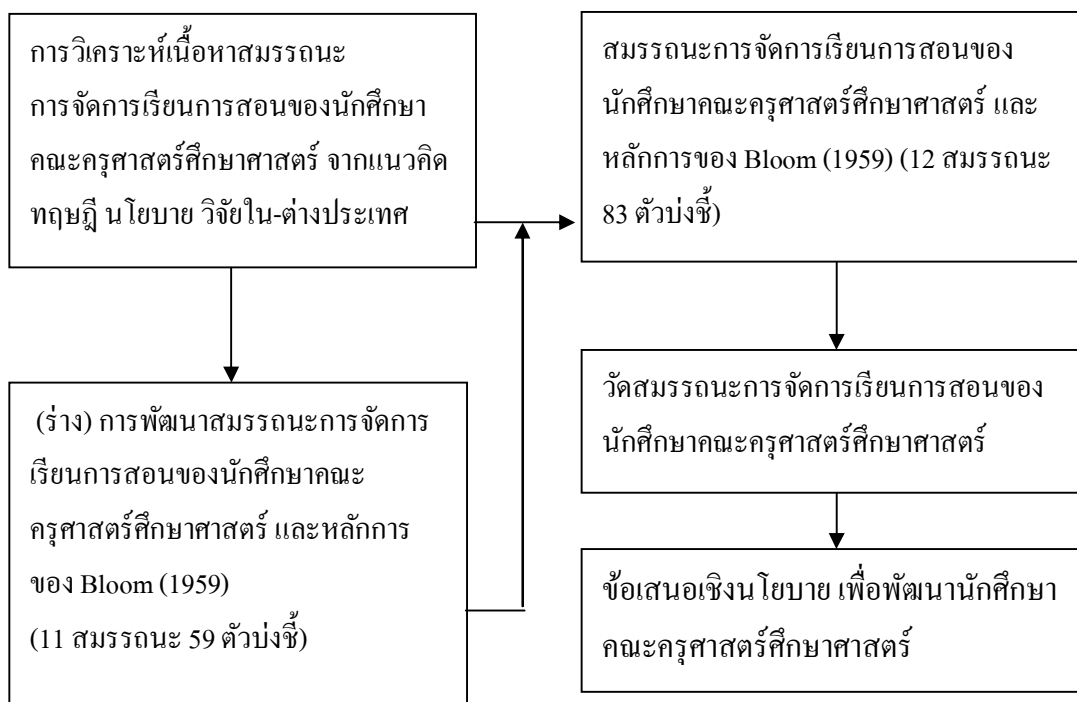 การวิเคราะห์เนื้อหาสมรรถนะ
การจัดการเรียนการสอนของนักศึกษา
คณะครุศาสตร์ศึกษาศาสตร์ จากแนวคิด
ทฤษฎี นโยบาย วิจัยใน-ต่างประเทศ
(ร่าง) การพัฒนาสมรรถนะการจัดการ
เรียนการสอนของนักศึกษาคณะ
ครุศาสตร์ศึกษาศาสตร์ และหลักการ
ของ Bloom (1959)
(11 สมรรถนะ 59 ตัวบ่งชี้)
สมรรถนะการจัดการเรียนการสอนของ
นักศึกษาคณะครุศาสตร์ศึกษาศาสตร์ และ
หลักการของ Bloom (1959) (12 สมรรถนะ
83 ตัวบ่งชี้)
วัดสมรรถนะการจัดการเรียนการสอนของ
นักศึกษาคณะครุศาสตร์ศึกษาศาสตร์
ข้อเสนอเชิงนโยบาย เพื่อพัฒนานักศึกษา
คณะครุศาสตร์ศึกษาศาสตร์